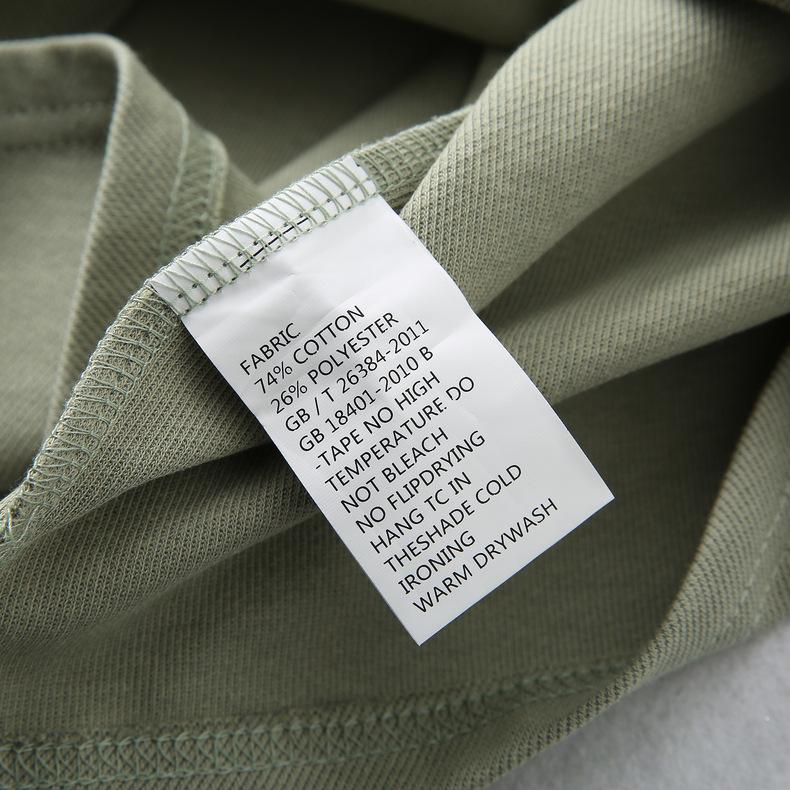 FABRIC
74% COTTON
26% POLYESTER
GB / T 26384-2011
GB 18401-2010 B
-TAPE NO HIGH
TEMPERATURE DO
NOT BLEACH
NO FLIPDRYING
HANG TC IN
THESHADE COLD
IRONING
WARM DRYWASH